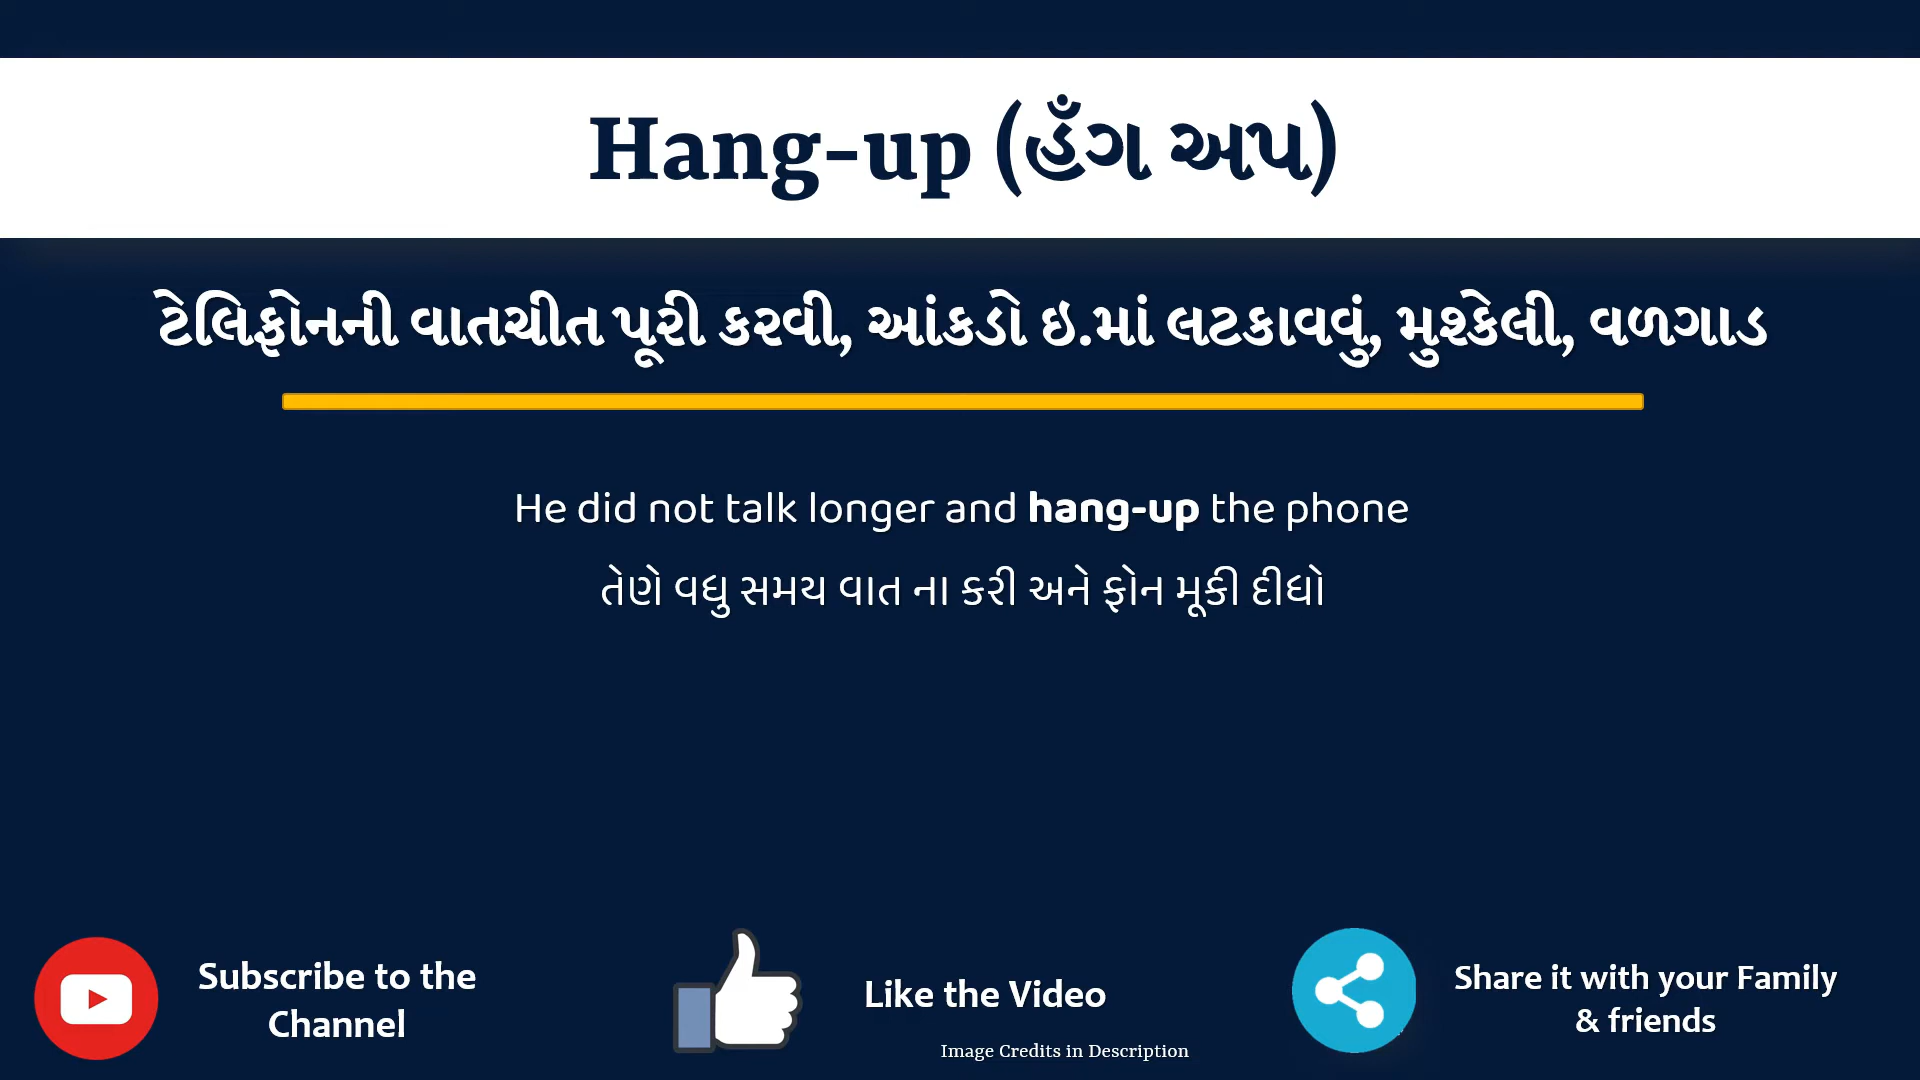 Hang-up (હૅંગ અપ)
ટેલિફોનની વાતચીત પૂરી કરવી, આંકડો ઇ.માં લટકાવવું, મુશ્કેલી, વળગાડ
He did not talk longer and hang-up the phone
તેણે વધુ સમય વાત ના કરી અને ફોન મૂકી દીધો
Subscribe to the
Channel
Like the Video
Share it with your Family
& friends
Image Credits in Description